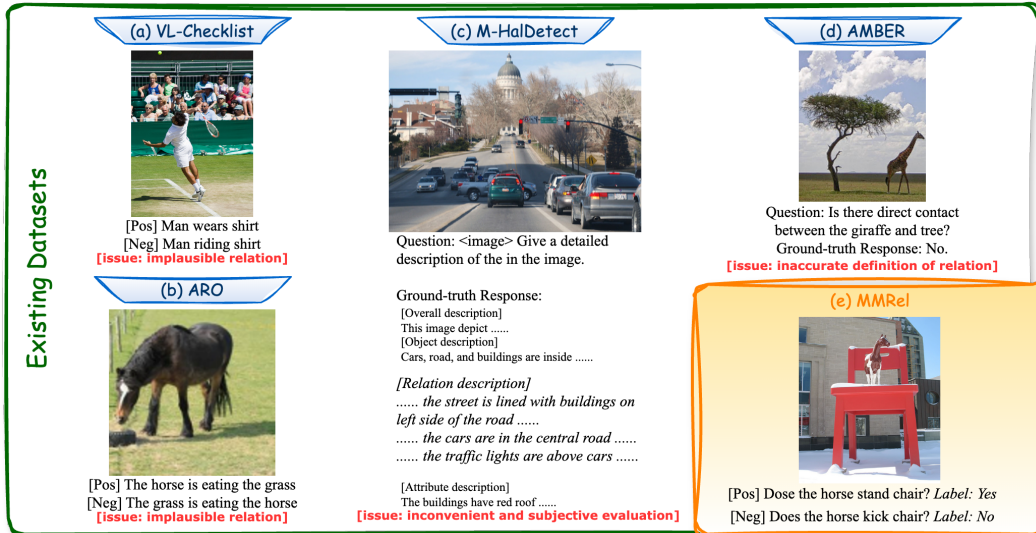 Existing Datasets
(a) VL-Checklist
[Pos] Man wears shirt
[Neg] Man riding shirt
[issue: implausible relation]
(b) ARO
[Pos] The horse is eating the grass
[Neg] The grass is eating the horse
[issue: implausible relation]
(c) M-HalDetect
Question: <image> Give a detailed
description of the in the image.
Ground-truth Response:
[Overall description]
This image depict ......
[Object description]
Cars, road, and buildings are inside ......
[Relation description]
...... the street is lined with buildings on
left side of the road ......
...... the cars are in the central road ......
...... the traffic lights are above cars ......
[Attribute description]
The buildings have red roof ......
[issue: inconvenient and subjective evaluation]
(d) AMBER
Question: Is there direct contact
between the giraffe and tree?
Ground-truth Response: No.
[issue: inaccurate definition of relation]
(e) MMRel
[Pos] Dose the horse stand chair? Label: Yes
[Neg] Does the horse kick chair? Label: No